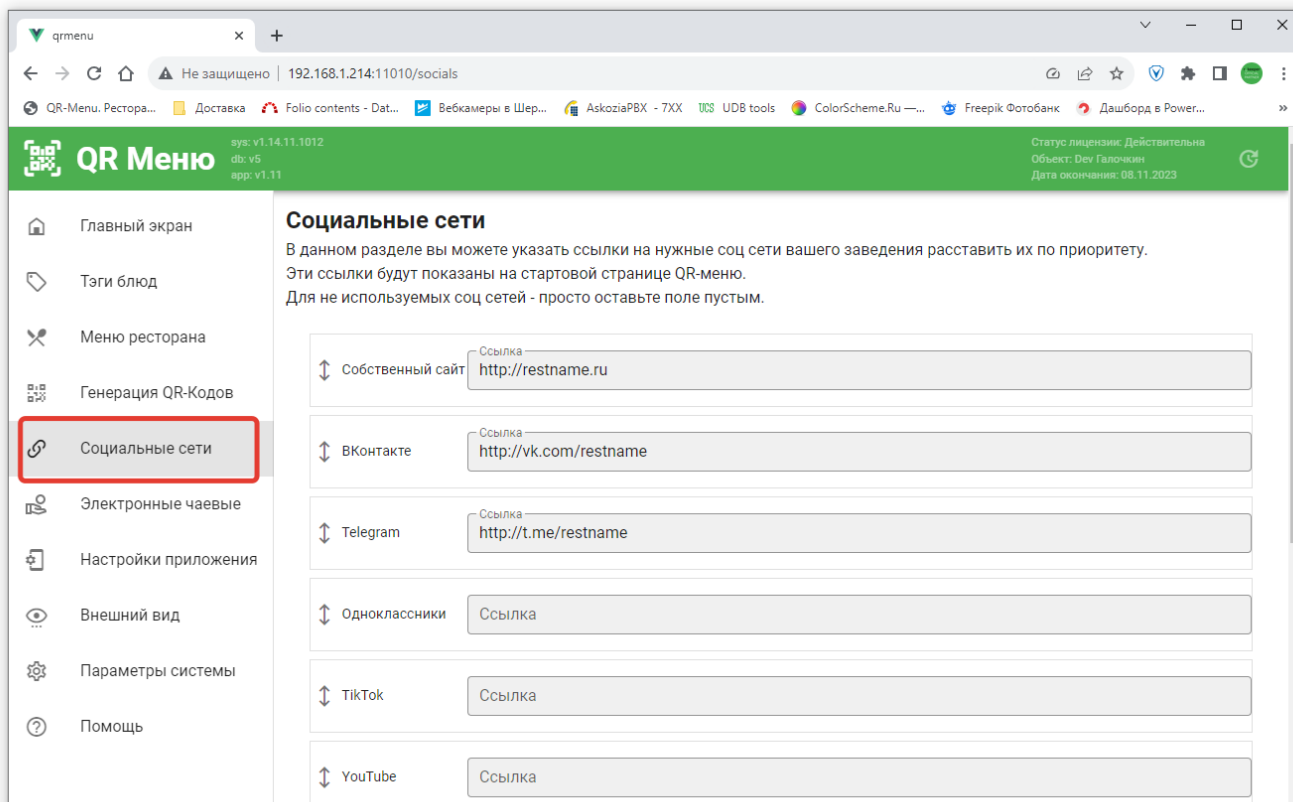 qrmenu
Не защищено 192.168.1.214:11010/socials
QR-Menu. Рестора... Доставка Folio contents - Dat... Вебкамеры в Шер... AskoziaPBX - 7XX UCS UDB tools ColorScheme.Ru —... Freepik Фотобанк Дашборд в Power... »
QR Меню
sys: v1.14.11.1012
db: v5
app: v1.11
Статус лицензии: Действительна
Объект: Dev Галочкин
Дата окончания: 08.11.2023
Главный экран
Тэги блюд
Меню ресторана
Генерация QR-Кодов
Социальные сети
Электронные чаевые
Настройки приложения
Внешний вид
Параметры системы
Помощь
Социальные сети
В данном разделе вы можете указать ссылки на нужные соц сети вашего заведения расставить их по приоритету.
Эти ссылки будут показаны на стартовой странице QR-меню.
Для не используемых соц сетей - просто оставьте поле пустым.
Ссылка
Собственный сайт http://restname.ru
Ссылка
ВКонтакте http://vk.com/restname
Ссылка
Telegram http://t.me/restname
Одноклассники Ссылка
TikTok Ссылка
YouTube Ссылка